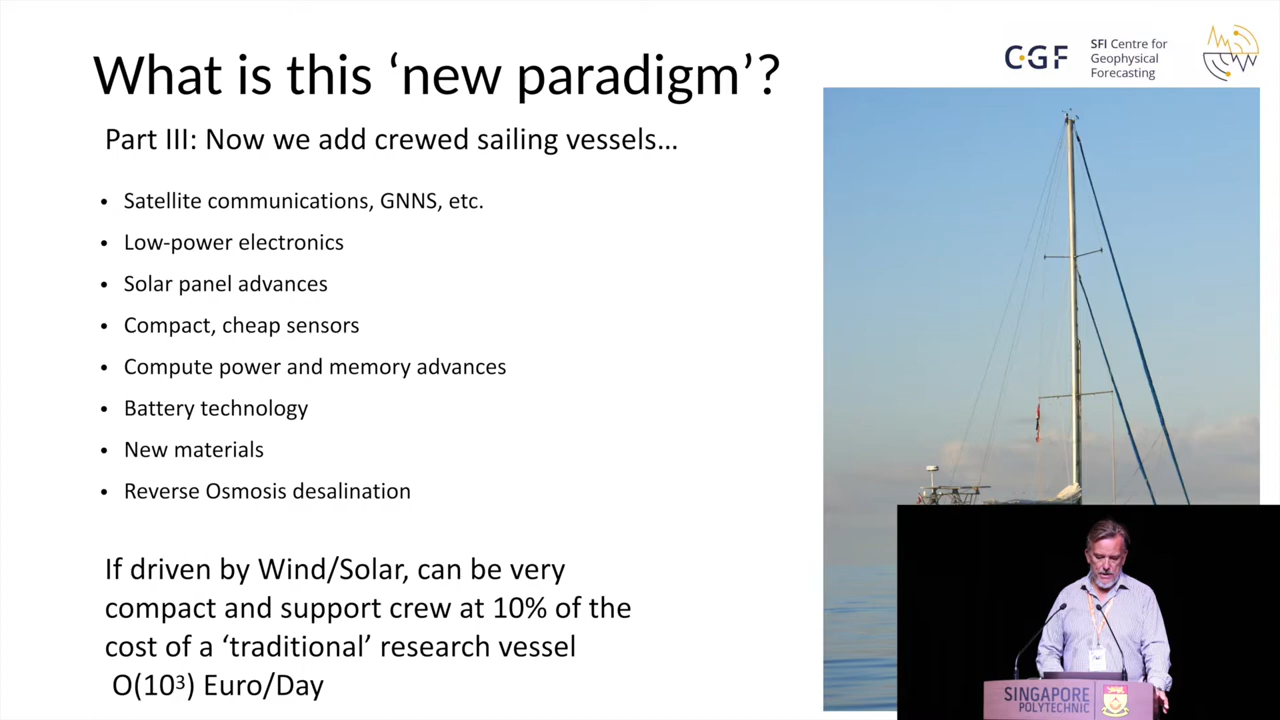 What is this ‘new paradigm’?
CGF
SFI Centre for
Geophysical
Forecasting
Part III: Now we add crewed sailing vessels...
• Satellite communications, GNNS, etc.
• Low-power electronics
• Solar panel advances
• Compact, cheap sensors
• Compute power and memory advances
• Battery technology
• New materials
• Reverse Osmosis desalination
If driven by Wind/Solar, can be very
compact and support crew at 10% of the
cost of a ‘traditional’ research vessel
O(10³) Euro/Day
SINGAPORE
POLYTECHNIC